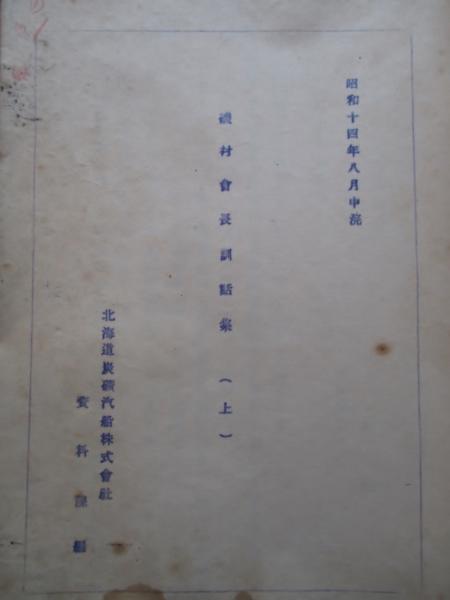 昭和十四年八月中浣
磯村會長訓話集（上）
北海道炭礦汽船株式會社
資料課編